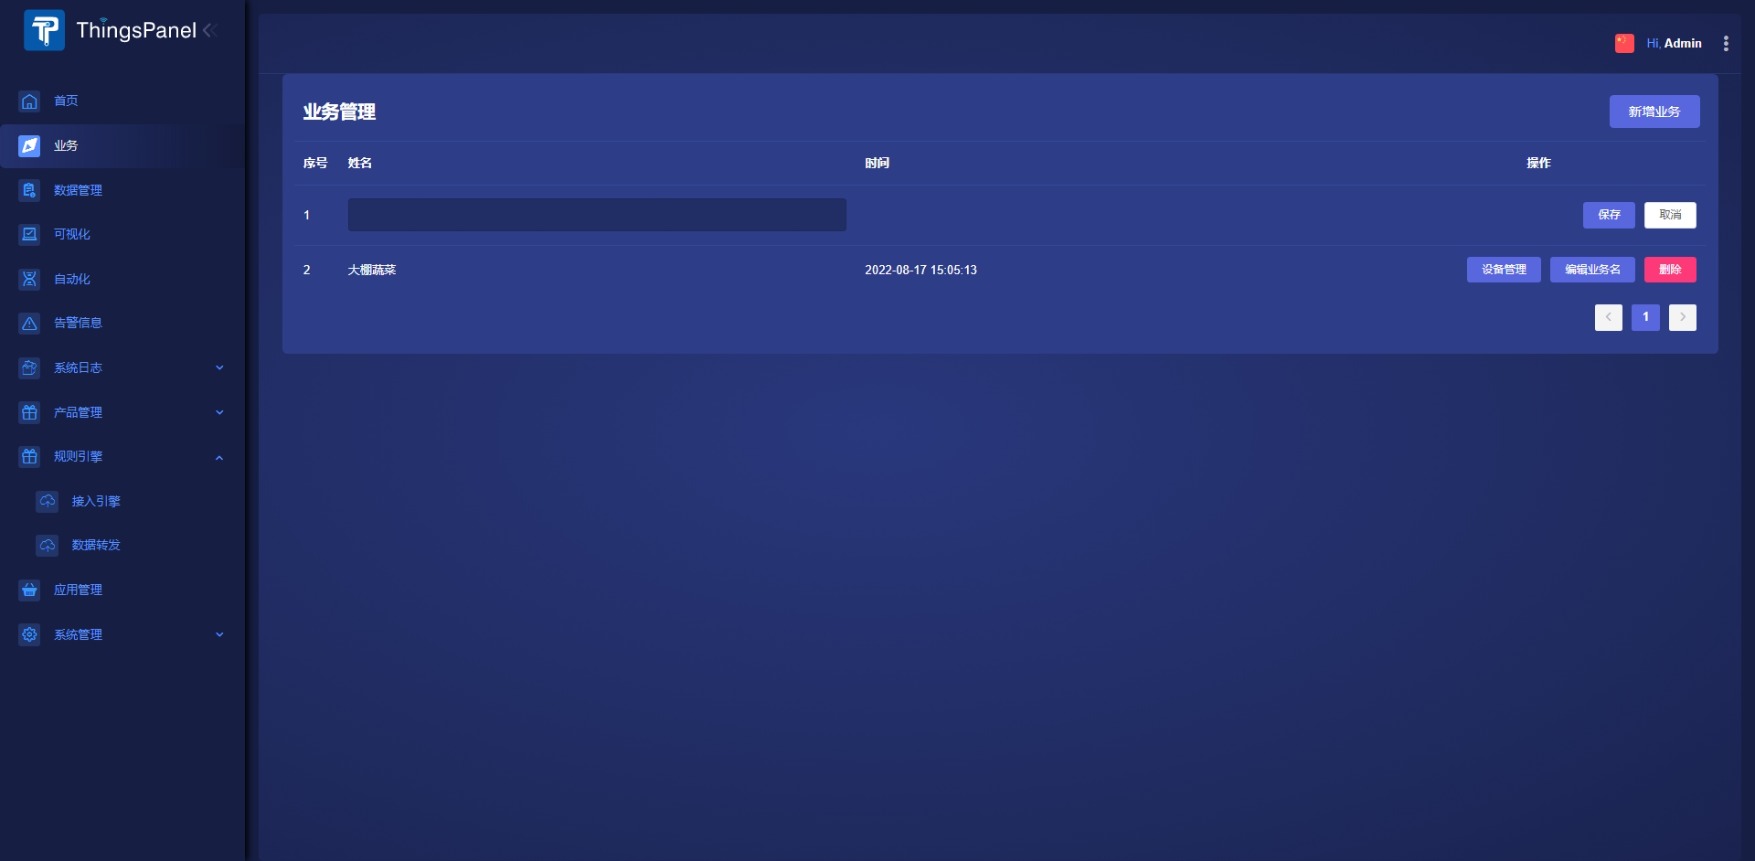 ThingsPanel
Hi, Admin
首页
业务
数据管理
可视化
自动化
告警信息
系统日志
产品管理
规则引擎
接入引擎
数据转发
应用管理
系统管理
业务管理
新增业务
序号 姓名 时间 操作
1 保存 取消
2 大棚蔬菜 2022-08-17 15:05:13 设备管理 编辑业务名 删除
1